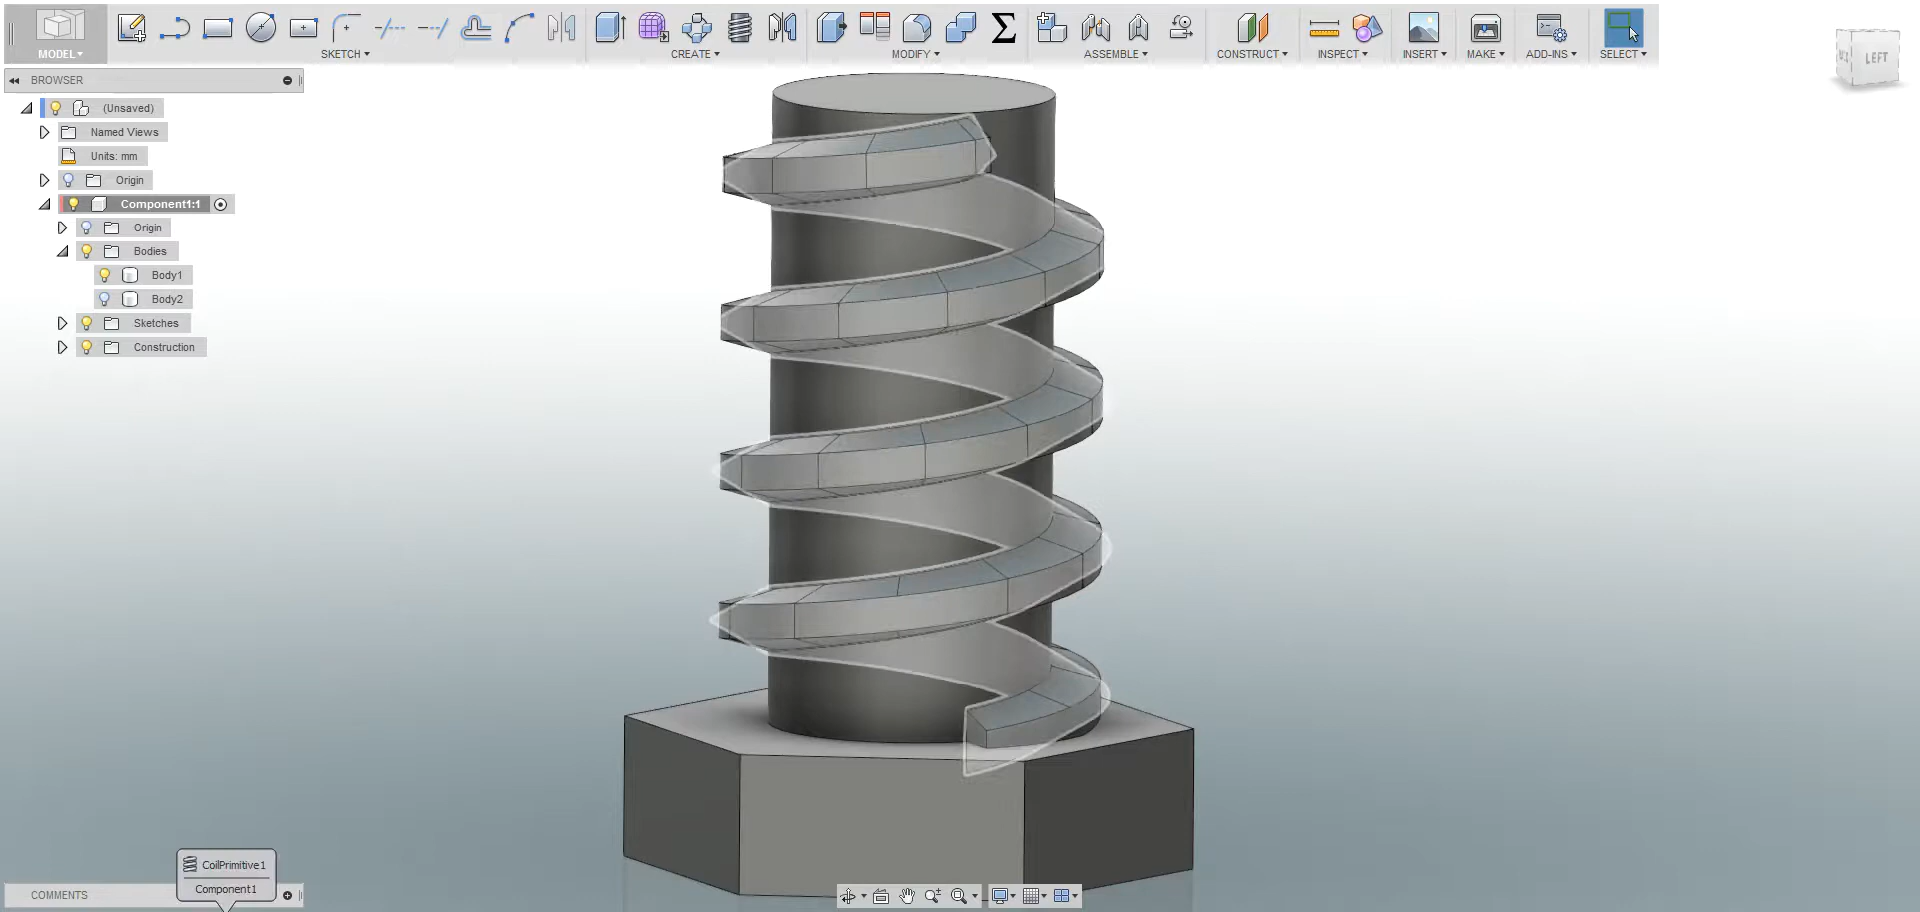 MODEL▾
SKETCH▾
CREATE▾
MODIFY▾
ASSEMBLE▾
CONSTRUCT▾
INSPECT▾
INSERT▾
MAKE▾
ADD-INS▾
SELECT▾
LEFT
BROWSER
(Unsaved)
Named Views
Units: mm
Origin
Component1:1
Origin
Bodies
Body1
Body2
Sketches
Construction
CoilPrimitive1
Component1
COMMENTS